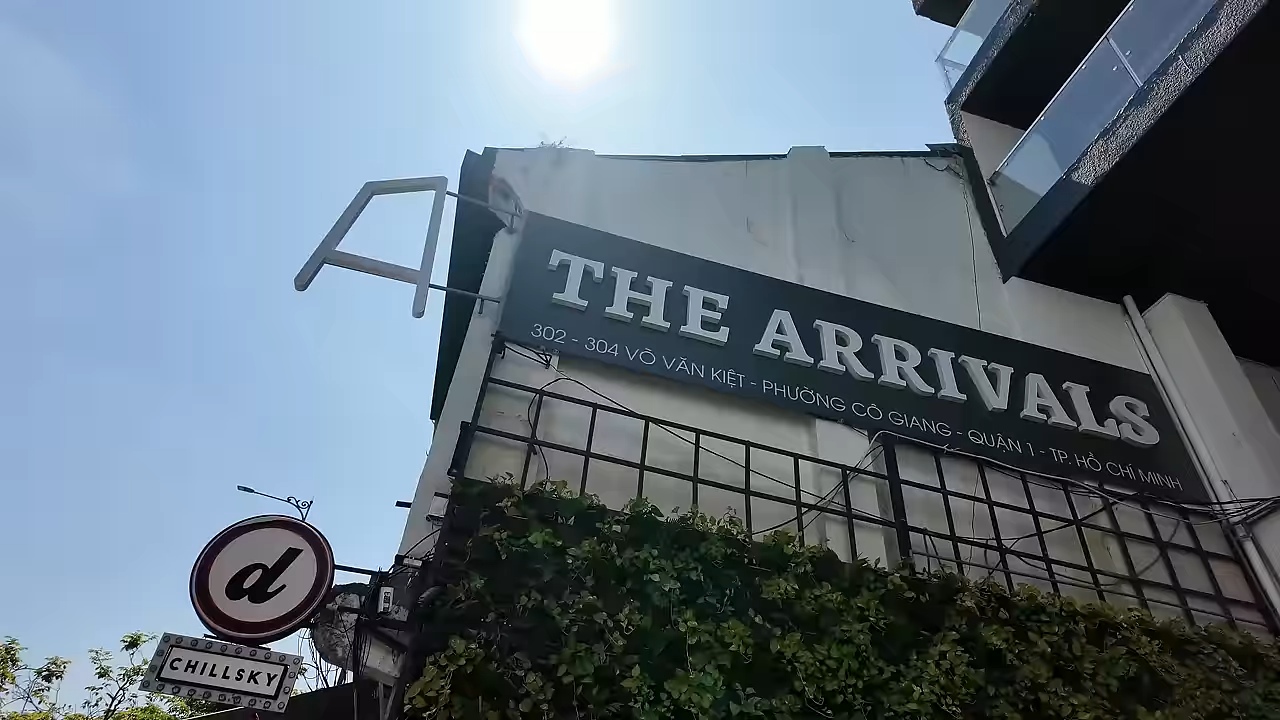 THE ARRIVALS
302 - 304 VÕ VĂN KIỆT - PHƯỜNG CÔ GIANG - QUẬN 1 - TP. HỒ CHÍ MINH
d
CHILLSKY